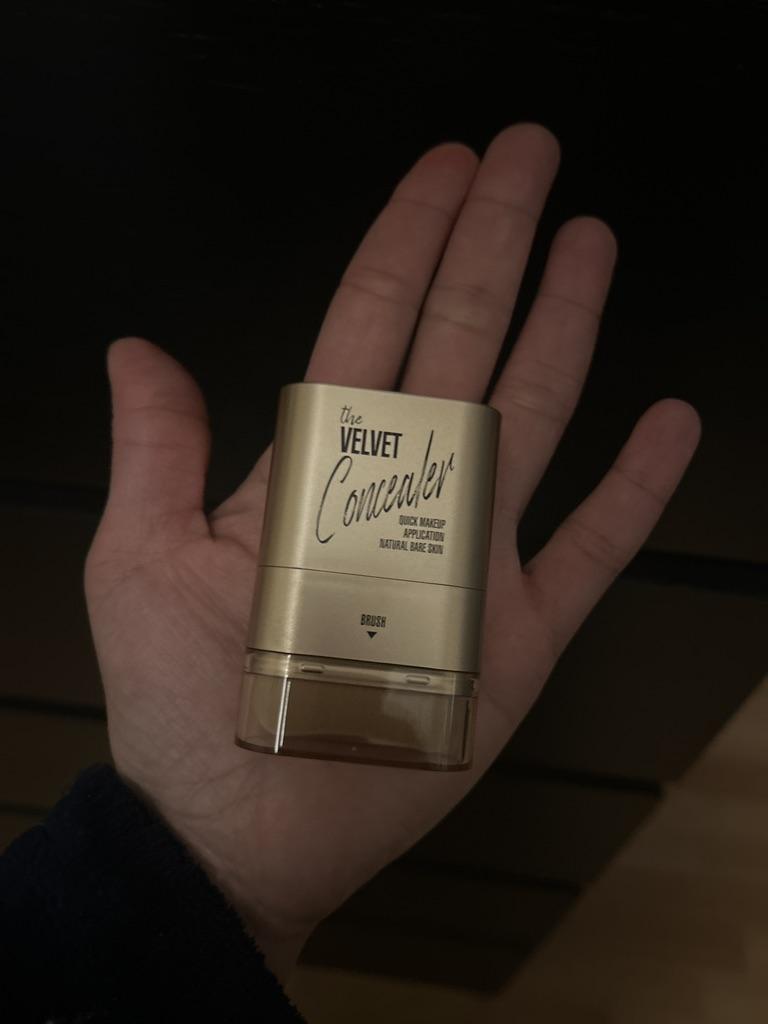 the
VELVET
Concealer
QUICK MAKEUP
APPLICATION
NATURAL BARE SKIN
BRUSH